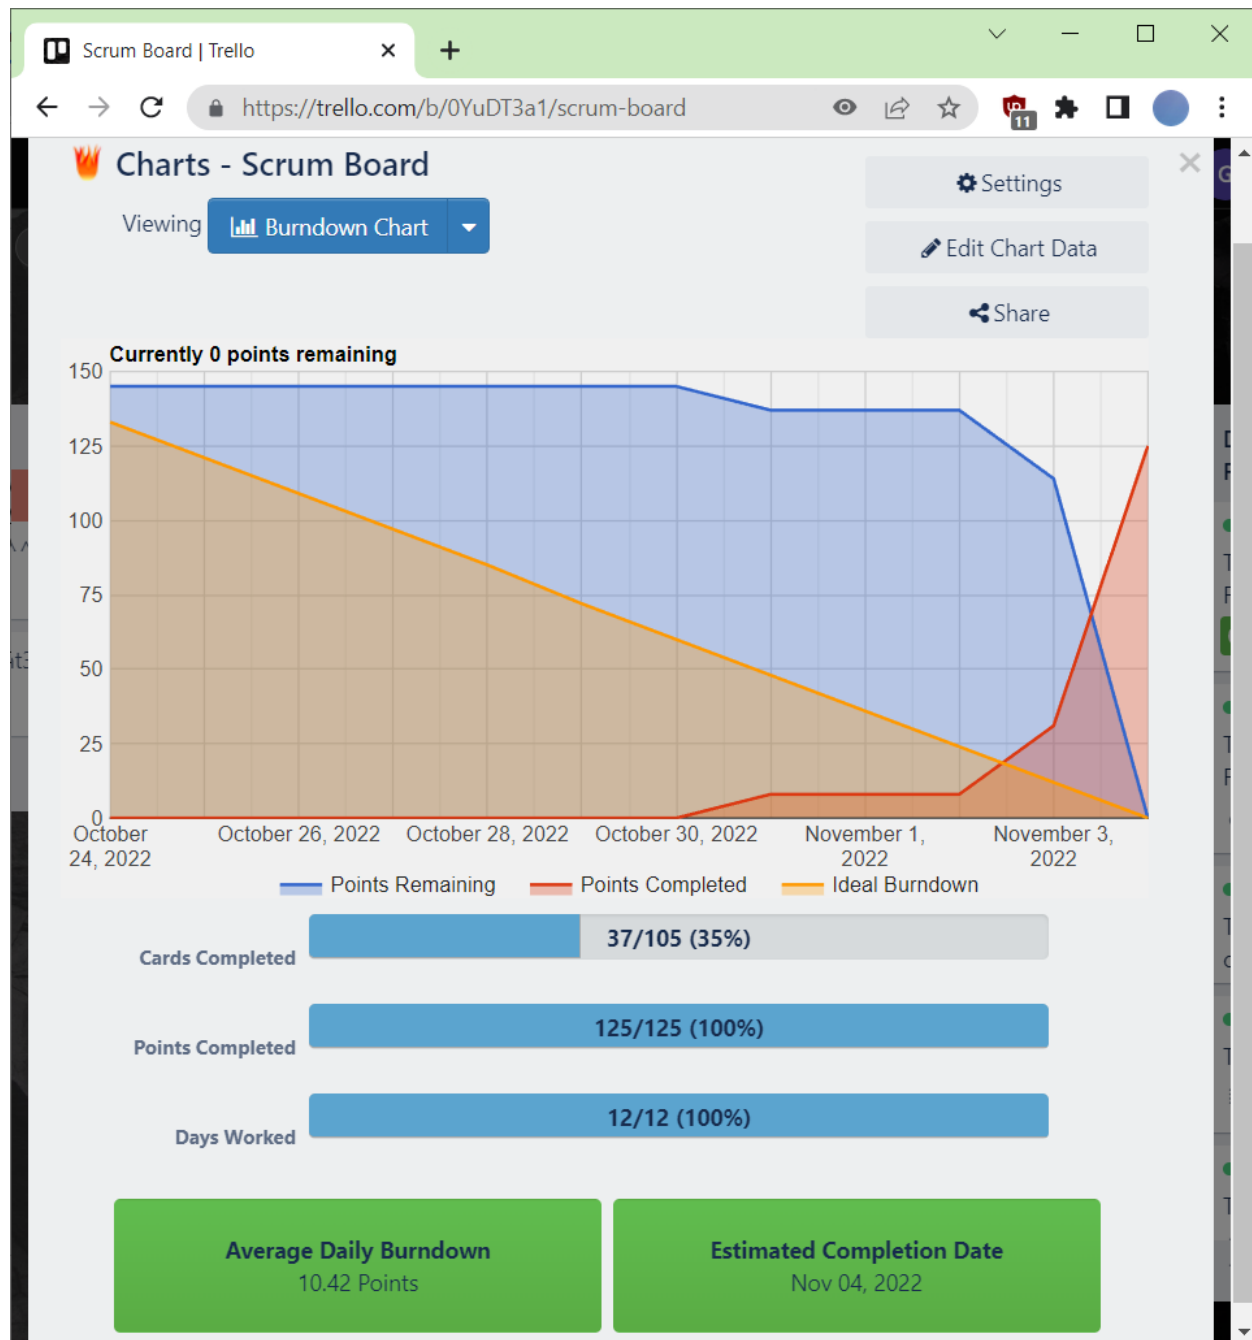 Scrum Board | Trello
https://trello.com/b/0YuDT3a1/scrum-board
11
Charts - Scrum Board
Settings
Viewing
Burndown Chart
Edit Chart Data
Share
Currently 0 points remaining
150
125
100
75
50
25
0
October 24, 2022
October 26, 2022
October 28, 2022
October 30, 2022
November 1, 2022
November 3, 2022
Points Remaining
Points Completed
Ideal Burndown
Cards Completed
37/105 (35%)
Points Completed
125/125 (100%)
Days Worked
12/12 (100%)
Average Daily Burndown
10.42 Points
Estimated Completion Date
Nov 04, 2022